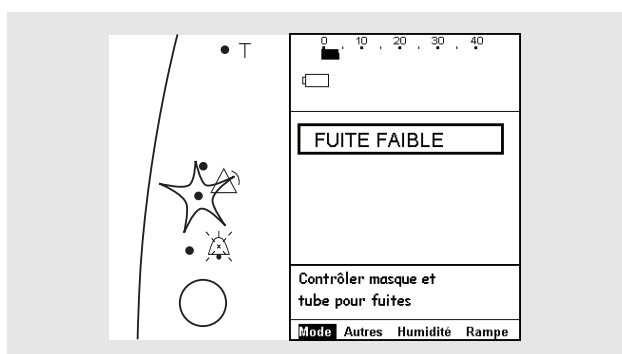 T
0 . 10 . 20 . 30 . 40
FUITE FAIBLE
Contrôler masque et
tube pour fuites
Mode Autres Humidité Rampe